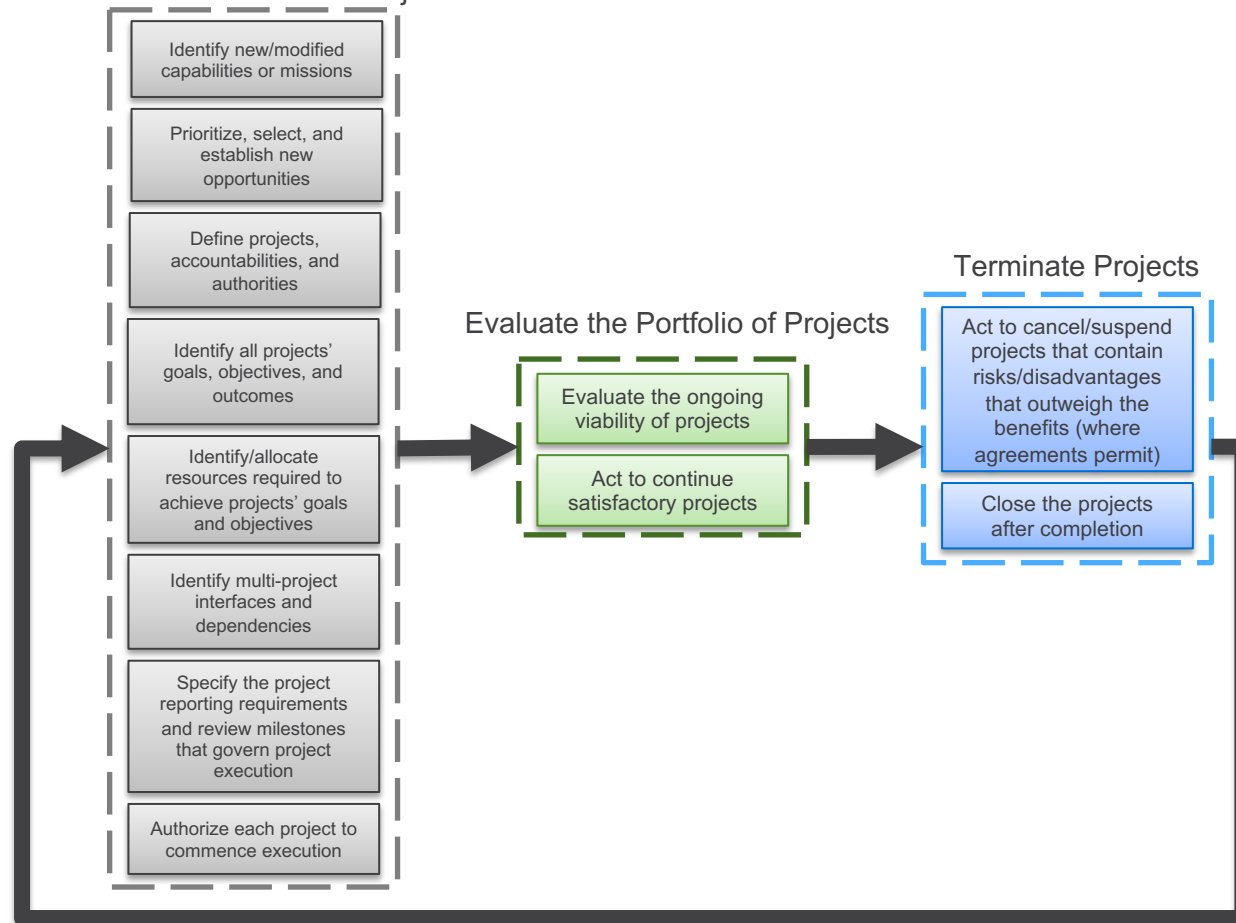 Identify new/modified
capabilities or missions
Prioritize, select, and
establish new
opportunities
Define projects,
accountabilities, and
authorities
Identify all projects’
goals, objectives, and
outcomes
Identify/allocate
resources required to
achieve projects’ goals
and objectives
Identify multi-project
interfaces and
dependencies
Specify the project
reporting requirements
and review milestones
that govern project
execution
Authorize each project to
commence execution
Evaluate the Portfolio of Projects
Evaluate the ongoing
viability of projects
Act to continue
satisfactory projects
Terminate Projects
Act to cancel/suspend
projects that contain
risks/disadvantages
that outweigh the
benefits (where
agreements permit)
Close the projects
after completion